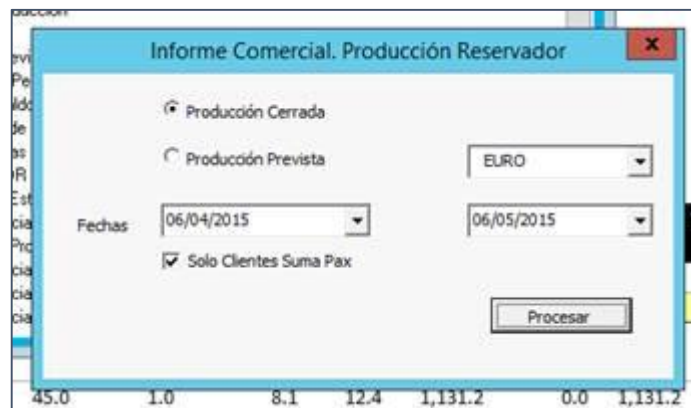 Informe Comercial. Producción Reservador
x
Producción Cerrada
Producción Prevista
EURO
Fechas
06/04/2015
06/05/2015
Solo Clientes Suma Pax
Procesar
45.0 1.0 8.1 12.4 1,131.2 0.0 1,131.2